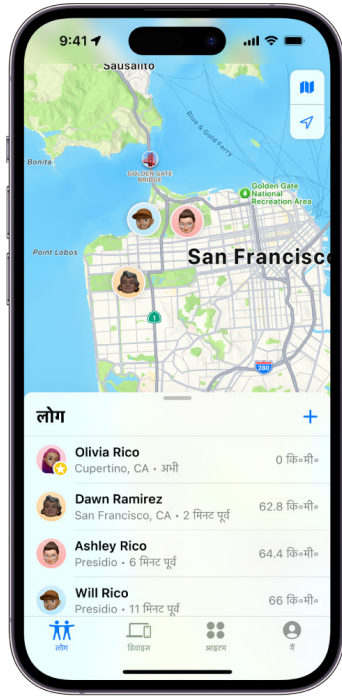 9:41
Sausalito
Blue & Gold Ferry
Bonita
GOLDEN GATE
BRIDGE
Golden Gate
National
Recreation Area
Point Lobos
San Francisco
1
280
लोग
+
Olivia Rico
Cupertino, CA • अभी
0 कि॰मी॰
Dawn Ramirez
San Francisco, CA • 2 मिनट पूर्व
62.8 कि॰मी॰
Ashley Rico
Presidio • 6 मिनट पूर्व
64.4 कि॰मी॰
Will Rico
Presidio • 11 मिनट पूर्व
66 कि॰मी॰
लोग
डिवाइस
आइटम
मैं